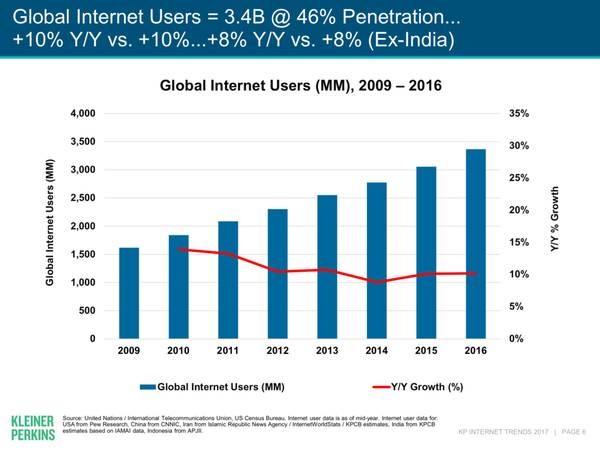 Global Internet Users = 3.4B @ 46% Penetration...
+10% Y/Y vs. +10%...+8% Y/Y vs. +8% (Ex-India)
Global Internet Users (MM), 2009 – 2016
4,000
3,500
3,000
2,500
2,000
1,500
1,000
500
0
Global Internet Users (MM)
35%
30%
25%
20%
15%
10%
5%
0%
Y/Y % Growth
2009 2010 2011 2012 2013 2014 2015 2016
Global Internet Users (MM) Y/Y Growth (%)
KLEINER
PERKINS
Source: United Nations / International Telecommunications Union, US Census Bureau. Internet user data is as of mid-year. Internet user data for:
USA from Pew Research, China from CNNIC, Iran from Islamic Republic News Agency / InternetWorldStats / KPCB estimates, India from KPCB
estimates based on IAMAI data, Indonesia from APJII.
KP INTERNET TRENDS 2017 | PAGE 6